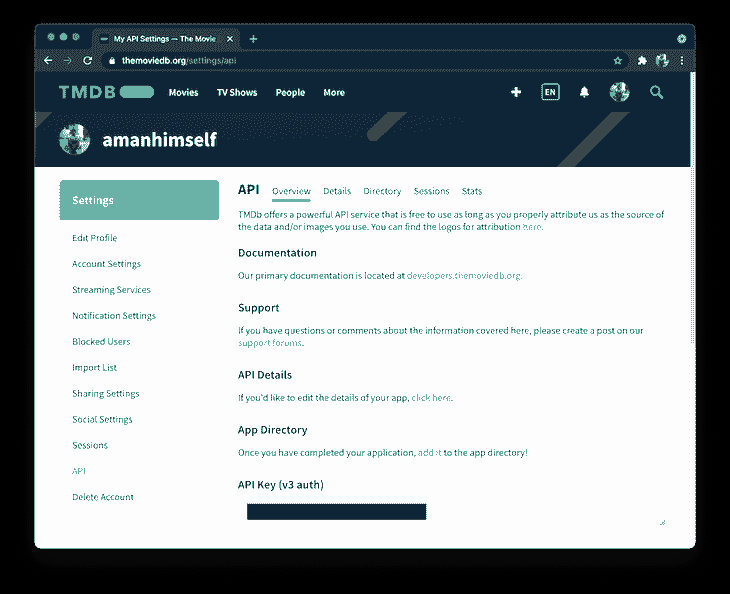 My API Settings — The Movie
themoviedb.org/settings/api
TMDB
Movies
TV Shows
People
More
EN
amanhimself
Settings
Edit Profile
Account Settings
Streaming Services
Notification Settings
Blocked Users
Import List
Sharing Settings
Social Settings
Sessions
API
Delete Account
API
Overview
Details
Directory
Sessions
Stats
TMDb offers a powerful API service that is free to use as long as you properly attribute us as the source of
the data and/or images you use. You can find the logos for attribution here.
Documentation
Our primary documentation is located at developers.themoviedb.org.
Support
If you have questions or comments about the information covered here, please create a post on our
support forums.
API Details
If you'd like to edit the details of your app, click here.
App Directory
Once you have completed your application, add it to the app directory!
API Key (v3 auth)